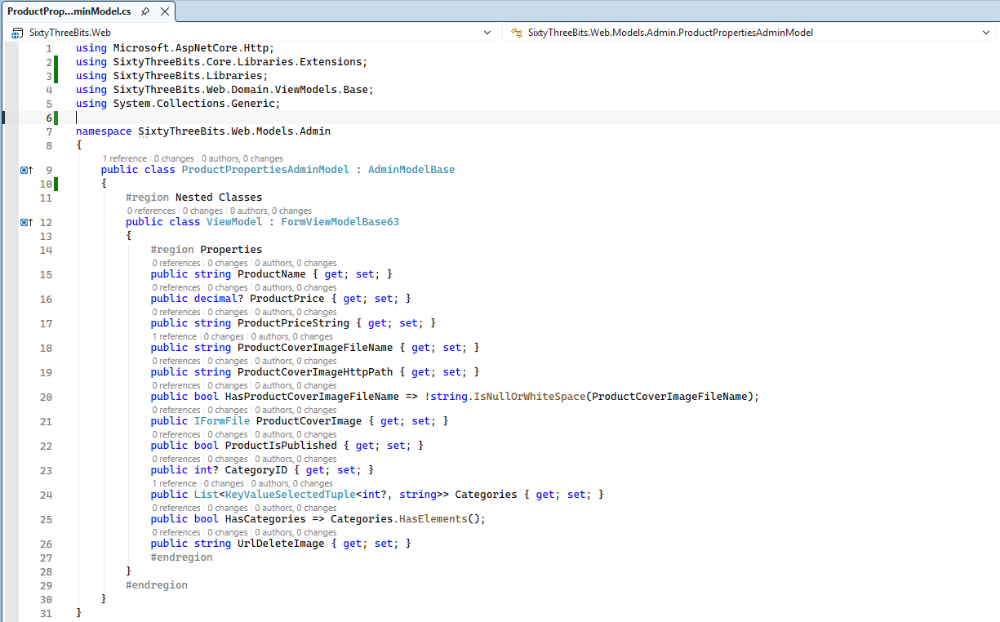 ProductProp...minModel.cs
SixtyThreeBits.Web SixtyThreeBits.Web.Models.Admin.ProductPropertiesAdminModel
1 using Microsoft.AspNetCore.Http;
2 using SixtyThreeBits.Core.Libraries.Extensions;
3 using SixtyThreeBits.Libraries;
4 using SixtyThreeBits.Web.Domain.ViewModels.Base;
5 using System.Collections.Generic;
6
7 namespace SixtyThreeBits.Web.Models.Admin
8 {
1 reference | 0 changes | 0 authors, 0 changes
9 public class ProductPropertiesAdminModel : AdminModelBase
10 {
11 #region Nested Classes
0 references | 0 changes | 0 authors, 0 changes
12 public class ViewModel : FormViewModelBase63
13 {
14 #region Properties
0 references | 0 changes | 0 authors, 0 changes
15 public string ProductName { get; set; }
0 references | 0 changes | 0 authors, 0 changes
16 public decimal? ProductPrice { get; set; }
0 references | 0 changes | 0 authors, 0 changes
17 public string ProductPriceString { get; set; }
1 reference | 0 changes | 0 authors, 0 changes
18 public string ProductCoverImageFileName { get; set; }
0 references | 0 changes | 0 authors, 0 changes
19 public string ProductCoverImageHttpPath { get; set; }
0 references | 0 changes | 0 authors, 0 changes
20 public bool HasProductCoverImageFileName => !string.IsNullOrWhiteSpace(ProductCoverImageFileName);
0 references | 0 changes | 0 authors, 0 changes
21 public IFormFile ProductCoverImage { get; set; }
0 references | 0 changes | 0 authors, 0 changes
22 public bool ProductIsPublished { get; set; }
0 references | 0 changes | 0 authors, 0 changes
23 public int? CategoryID { get; set; }
1 reference | 0 changes | 0 authors, 0 changes
24 public List<KeyValueSelectedTuple<int?, string>> Categories { get; set; }
0 references | 0 changes | 0 authors, 0 changes
25 public bool HasCategories => Categories.HasElements();
0 references | 0 changes | 0 authors, 0 changes
26 public string UrlDeleteImage { get; set; }
27 #endregion
28 }
29 #endregion
30 }
31 }